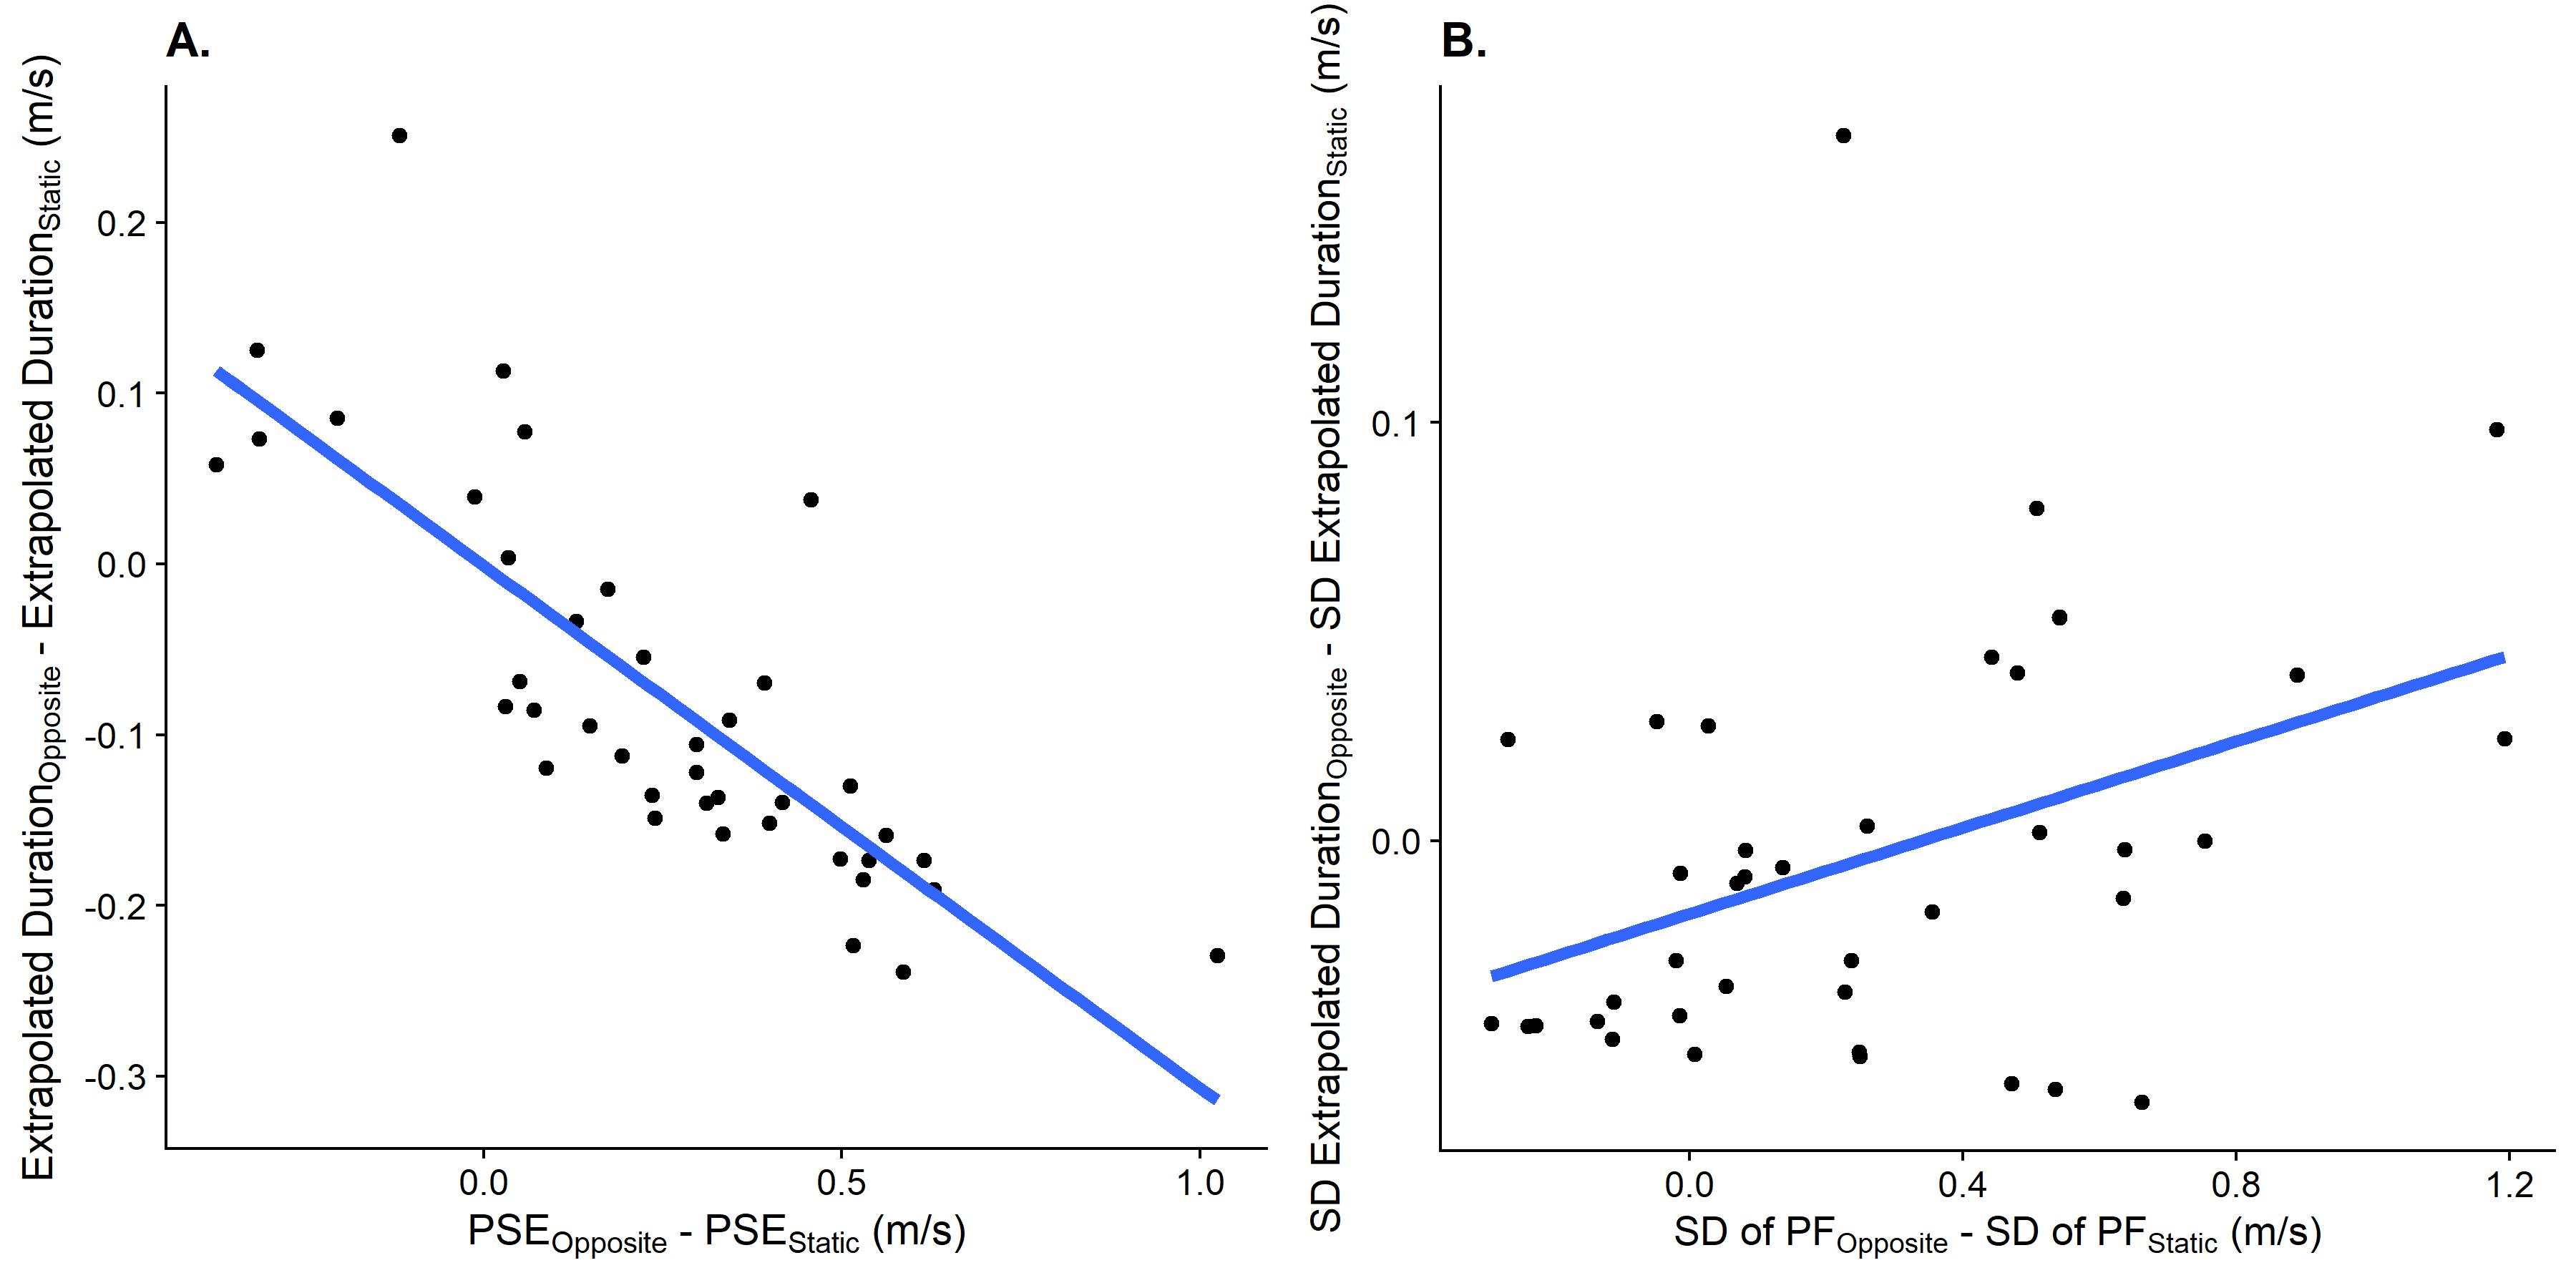 A.
Extrapolated DurationOpposite - Extrapolated DurationStatic (m/s)
0.2
0.1
0.0
-0.1
-0.2
-0.3
0.0 0.5 1.0
PSEOpposite - PSEStatic (m/s)
B.
SD Extrapolated DurationOpposite - SD Extrapolated DurationStatic (m/s)
0.1
0.0
0.0 0.4 0.8 1.2
SD of PFOpposite - SD of PFStatic (m/s)